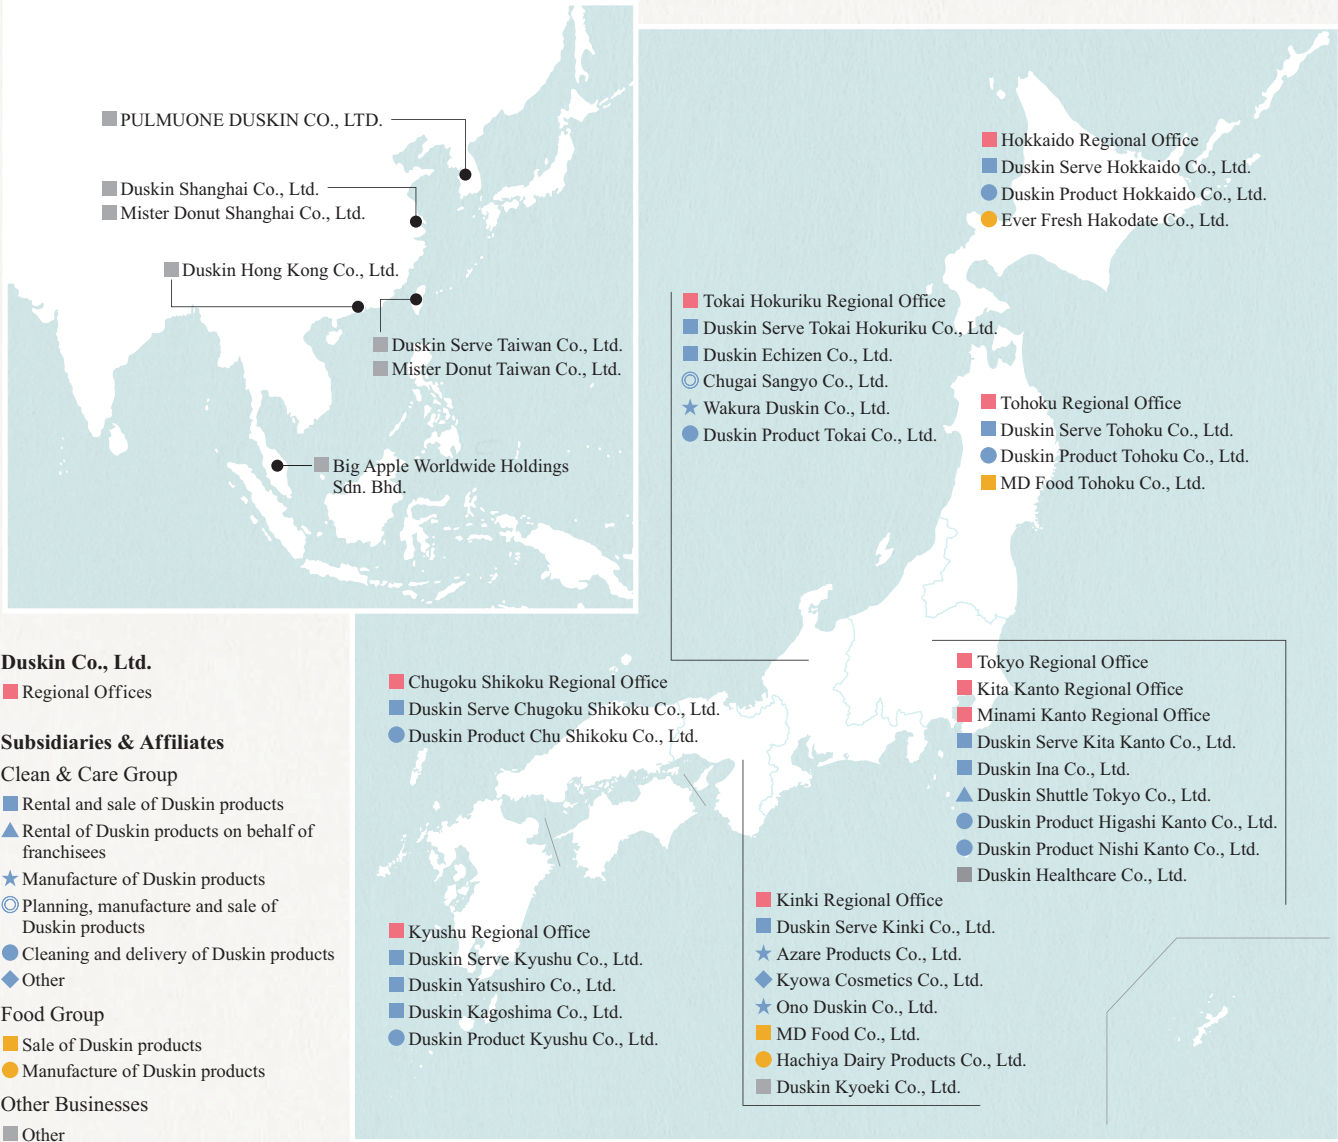 PULMUONE DUSKIN CO., LTD.
Duskin Shanghai Co., Ltd.
Mister Donut Shanghai Co., Ltd.
Duskin Hong Kong Co., Ltd.
Duskin Serve Taiwan Co., Ltd.
Mister Donut Taiwan Co., Ltd.
Big Apple Worldwide Holdings
Sdn. Bhd.
Hokkaido Regional Office
Duskin Serve Hokkaido Co., Ltd.
Duskin Product Hokkaido Co., Ltd.
Ever Fresh Hakodate Co., Ltd.
Tokai Hokuriku Regional Office
Duskin Serve Tokai Hokuriku Co., Ltd.
Duskin Echizen Co., Ltd.
Chugai Sangyo Co., Ltd.
Wakura Duskin Co., Ltd.
Duskin Product Tokai Co., Ltd.
Tohoku Regional Office
Duskin Serve Tohoku Co., Ltd.
Duskin Product Tohoku Co., Ltd.
MD Food Tohoku Co., Ltd.
Duskin Co., Ltd.
Regional Offices
Subsidiaries & Affiliates
Clean & Care Group
Rental and sale of Duskin products
Rental of Duskin products on behalf of
franchisees
Manufacture of Duskin products
Planning, manufacture and sale of
Duskin products
Cleaning and delivery of Duskin products
Other
Food Group
Sale of Duskin products
Manufacture of Duskin products
Other Businesses
Other
Chugoku Shikoku Regional Office
Duskin Serve Chugoku Shikoku Co., Ltd.
Duskin Product Chu Shikoku Co., Ltd.
Kyushu Regional Office
Duskin Serve Kyushu Co., Ltd.
Duskin Yatsushiro Co., Ltd.
Duskin Kagoshima Co., Ltd.
Duskin Product Kyushu Co., Ltd.
Tokyo Regional Office
Kita Kanto Regional Office
Minami Kanto Regional Office
Duskin Serve Kita Kanto Co., Ltd.
Duskin Ina Co., Ltd.
Duskin Shuttle Tokyo Co., Ltd.
Duskin Product Higashi Kanto Co., Ltd.
Duskin Product Nishi Kanto Co., Ltd.
Duskin Healthcare Co., Ltd.
Kinki Regional Office
Duskin Serve Kinki Co., Ltd.
Azare Products Co., Ltd.
Kyowa Cosmetics Co., Ltd.
Ono Duskin Co., Ltd.
MD Food Co., Ltd.
Hachiya Dairy Products Co., Ltd.
Duskin Kyoeki Co., Ltd.